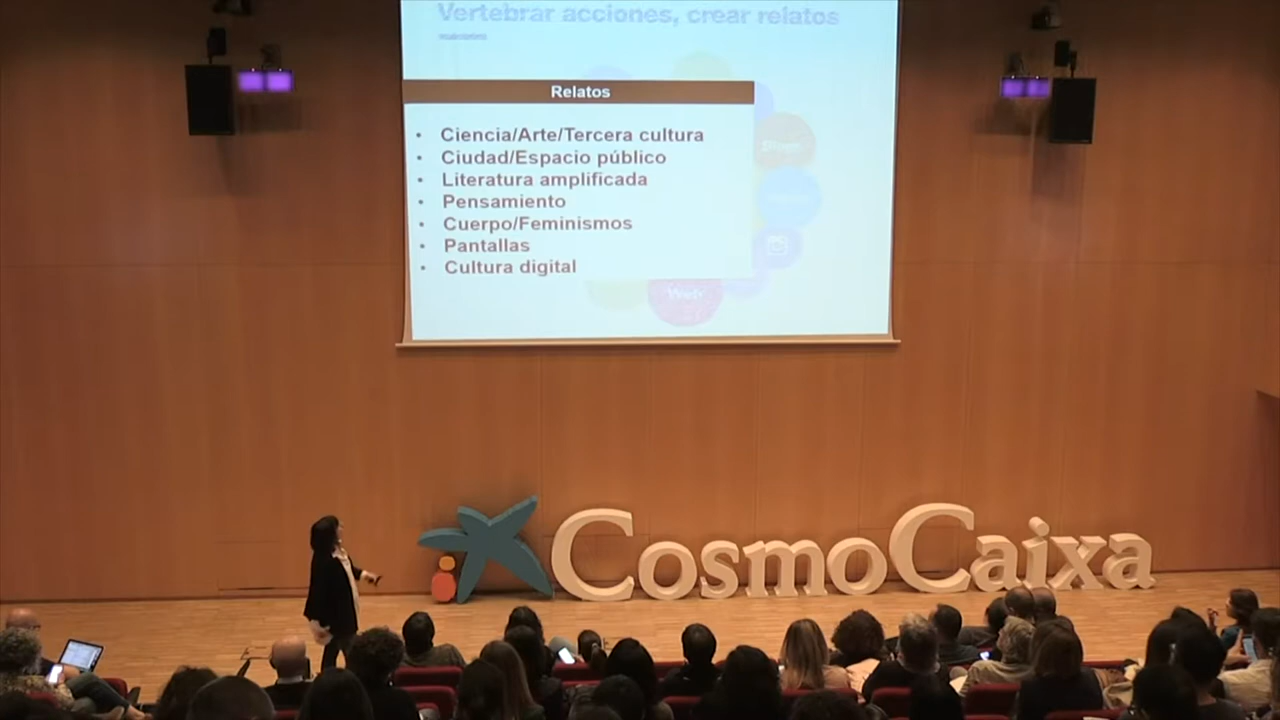 Vertebrar acciones, crear relatos
Relatos
• Ciencia/Arte/Tercera cultura
• Ciudad/Espacio público
• Literatura amplificada
• Pensamiento
• Cuerpo/Feminismos
• Pantallas
• Cultura digital
Web
CosmoCaixa